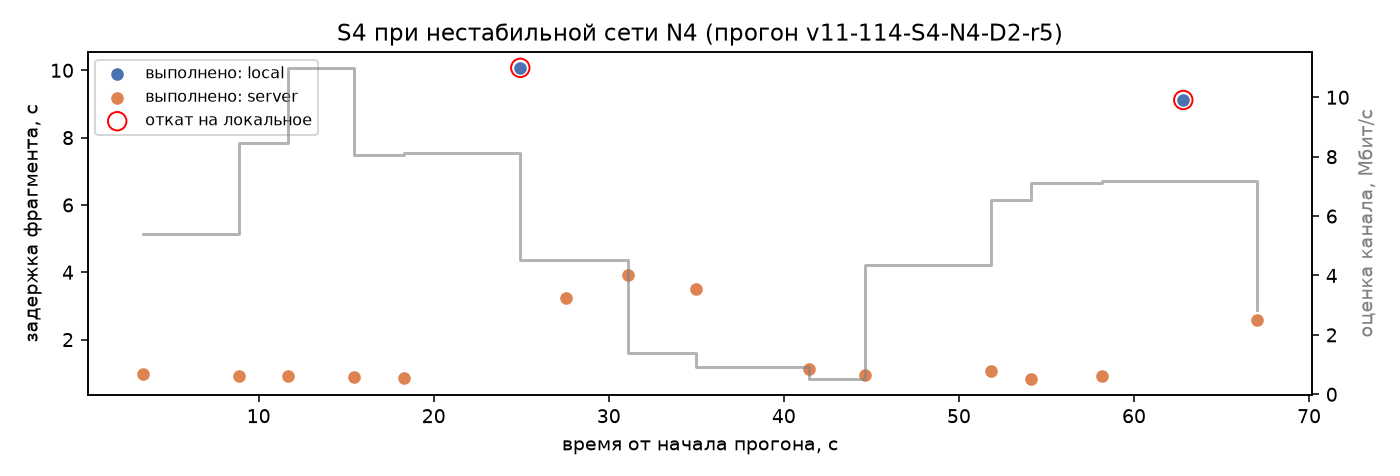 S4 при нестабильной сети N4 (прогон v11-114-S4-N4-D2-r5)
выполнено: local
выполнено: server
откат на локальное
задержка фрагмента, с
10
8
6
4
2
10
8
6
4
2
0
оценка канала, Мбит/с
10 20 30 40 50 60 70
время от начала прогона, с